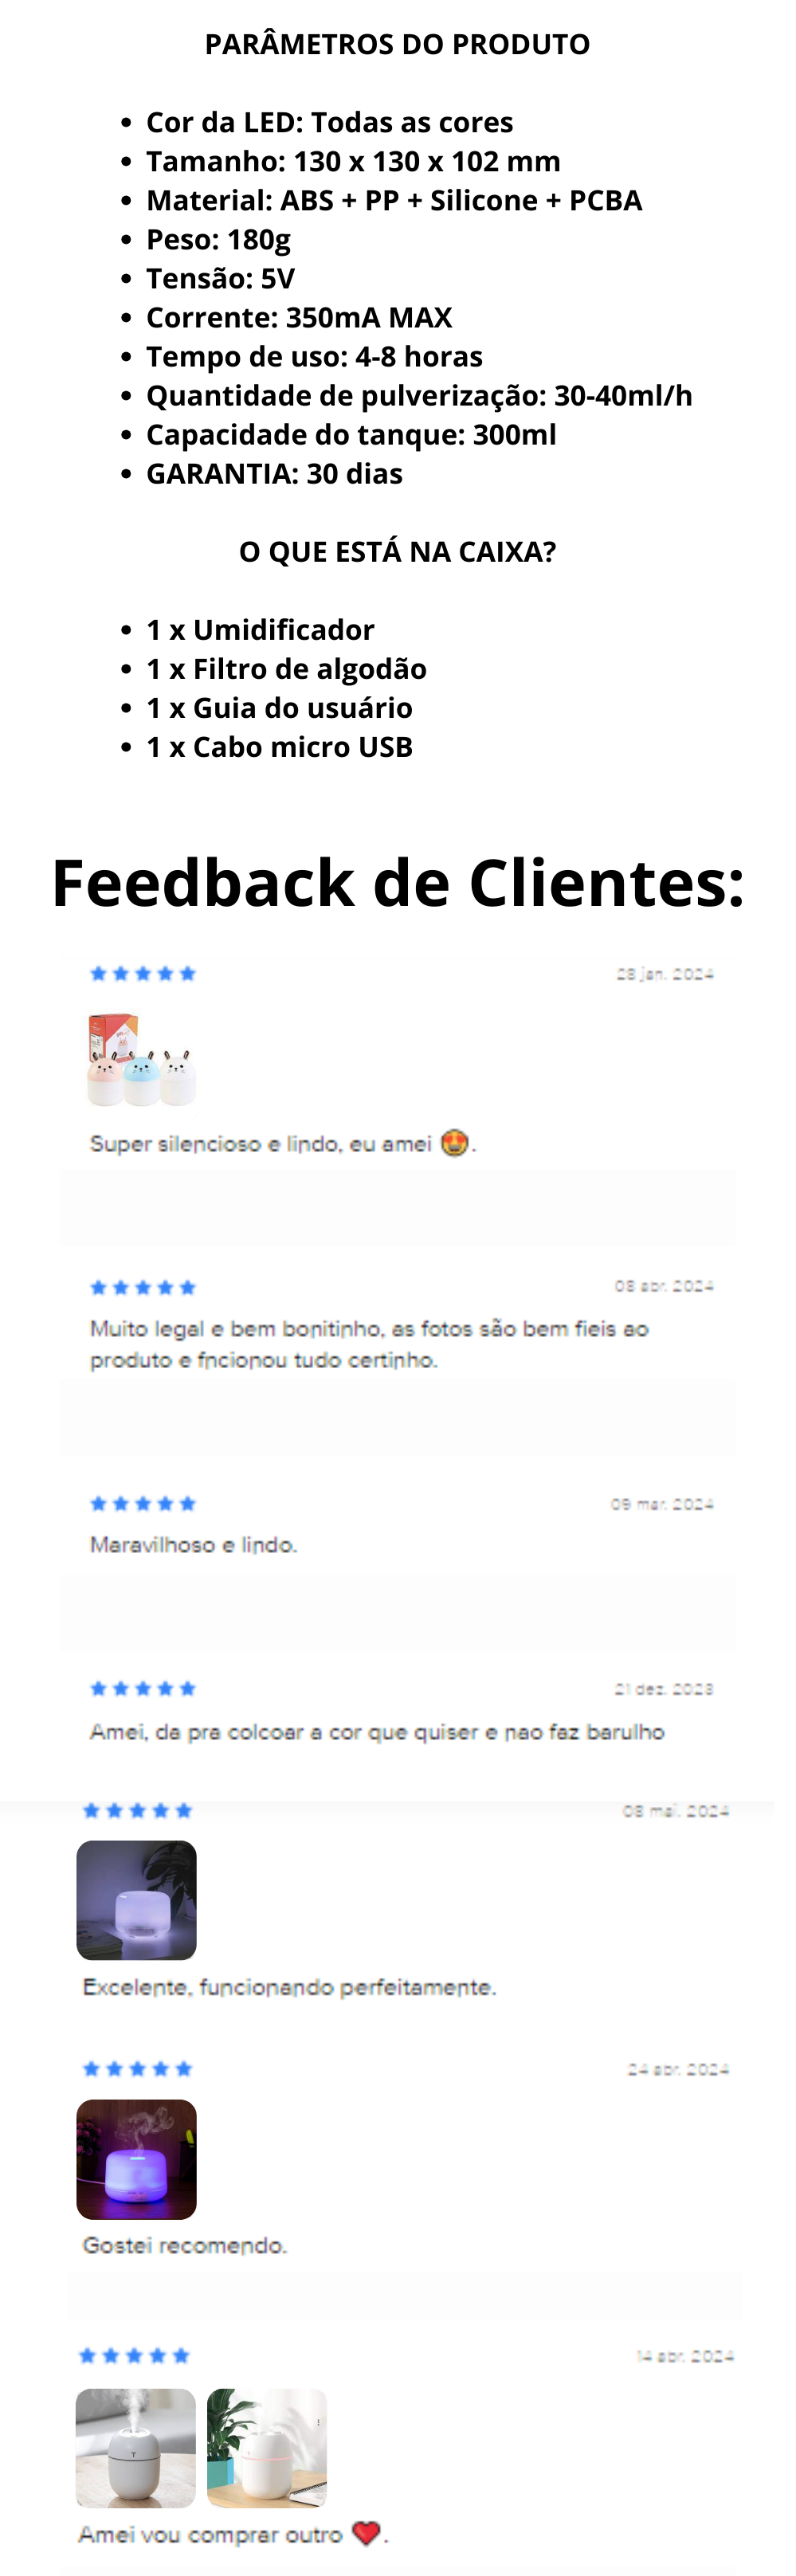 PARÂMETROS DO PRODUTO
• Cor da LED: Todas as cores
• Tamanho: 130 x 130 x 102 mm
• Material: ABS + PP + Silicone + PCBA
• Peso: 180g
• Tensão: 5V
• Corrente: 350mA MAX
• Tempo de uso: 4-8 horas
• Quantidade de pulverização: 30-40ml/h
• Capacidade do tanque: 300ml
• GARANTIA: 30 dias
O QUE ESTÁ NA CAIXA?
• 1 x Umidificador
• 1 x Filtro de algodão
• 1 x Guia do usuário
• 1 x Cabo micro USB
Feedback de Clientes:
28 jan. 2024
Super silencioso e lindo, eu amei 😍.
08 abr. 2024
Muito legal e bem bonitinho, as fotos são bem fieis ao
produto e fncionou tudo certinho.
09 mar. 2024
Maravilhoso e lindo.
21 dez. 2023
Amei, da pra colcoar a cor que quiser e nao faz barulho
08 mai. 2024
Excelente, funcionando perfeitamente.
24 abr. 2024
Gostei recomendo.
14 abr. 2024
Amei vou comprar outro ❤️.